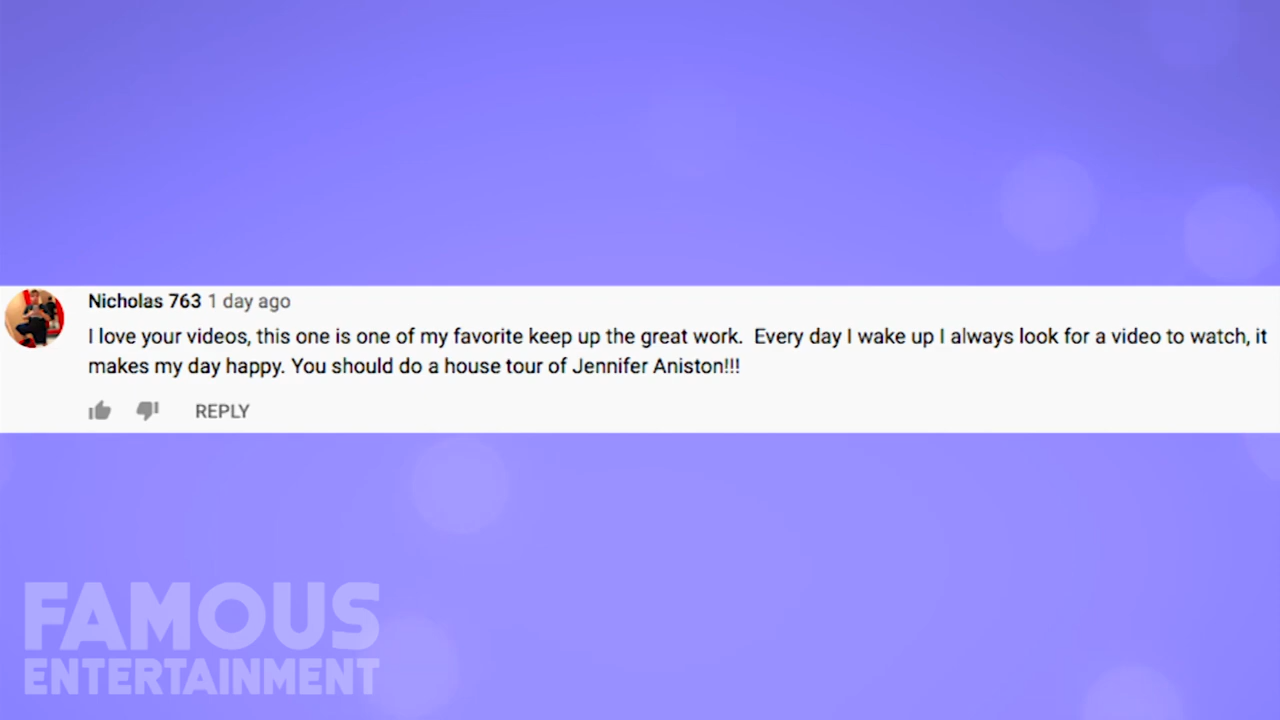 Nicholas 763 1 day ago
I love your videos, this one is one of my favorite keep up the great work.  Every day I wake up I always look for a video to watch, it
makes my day happy. You should do a house tour of Jennifer Aniston!!!
REPLY
FAMOUS
ENTERTAINMENT